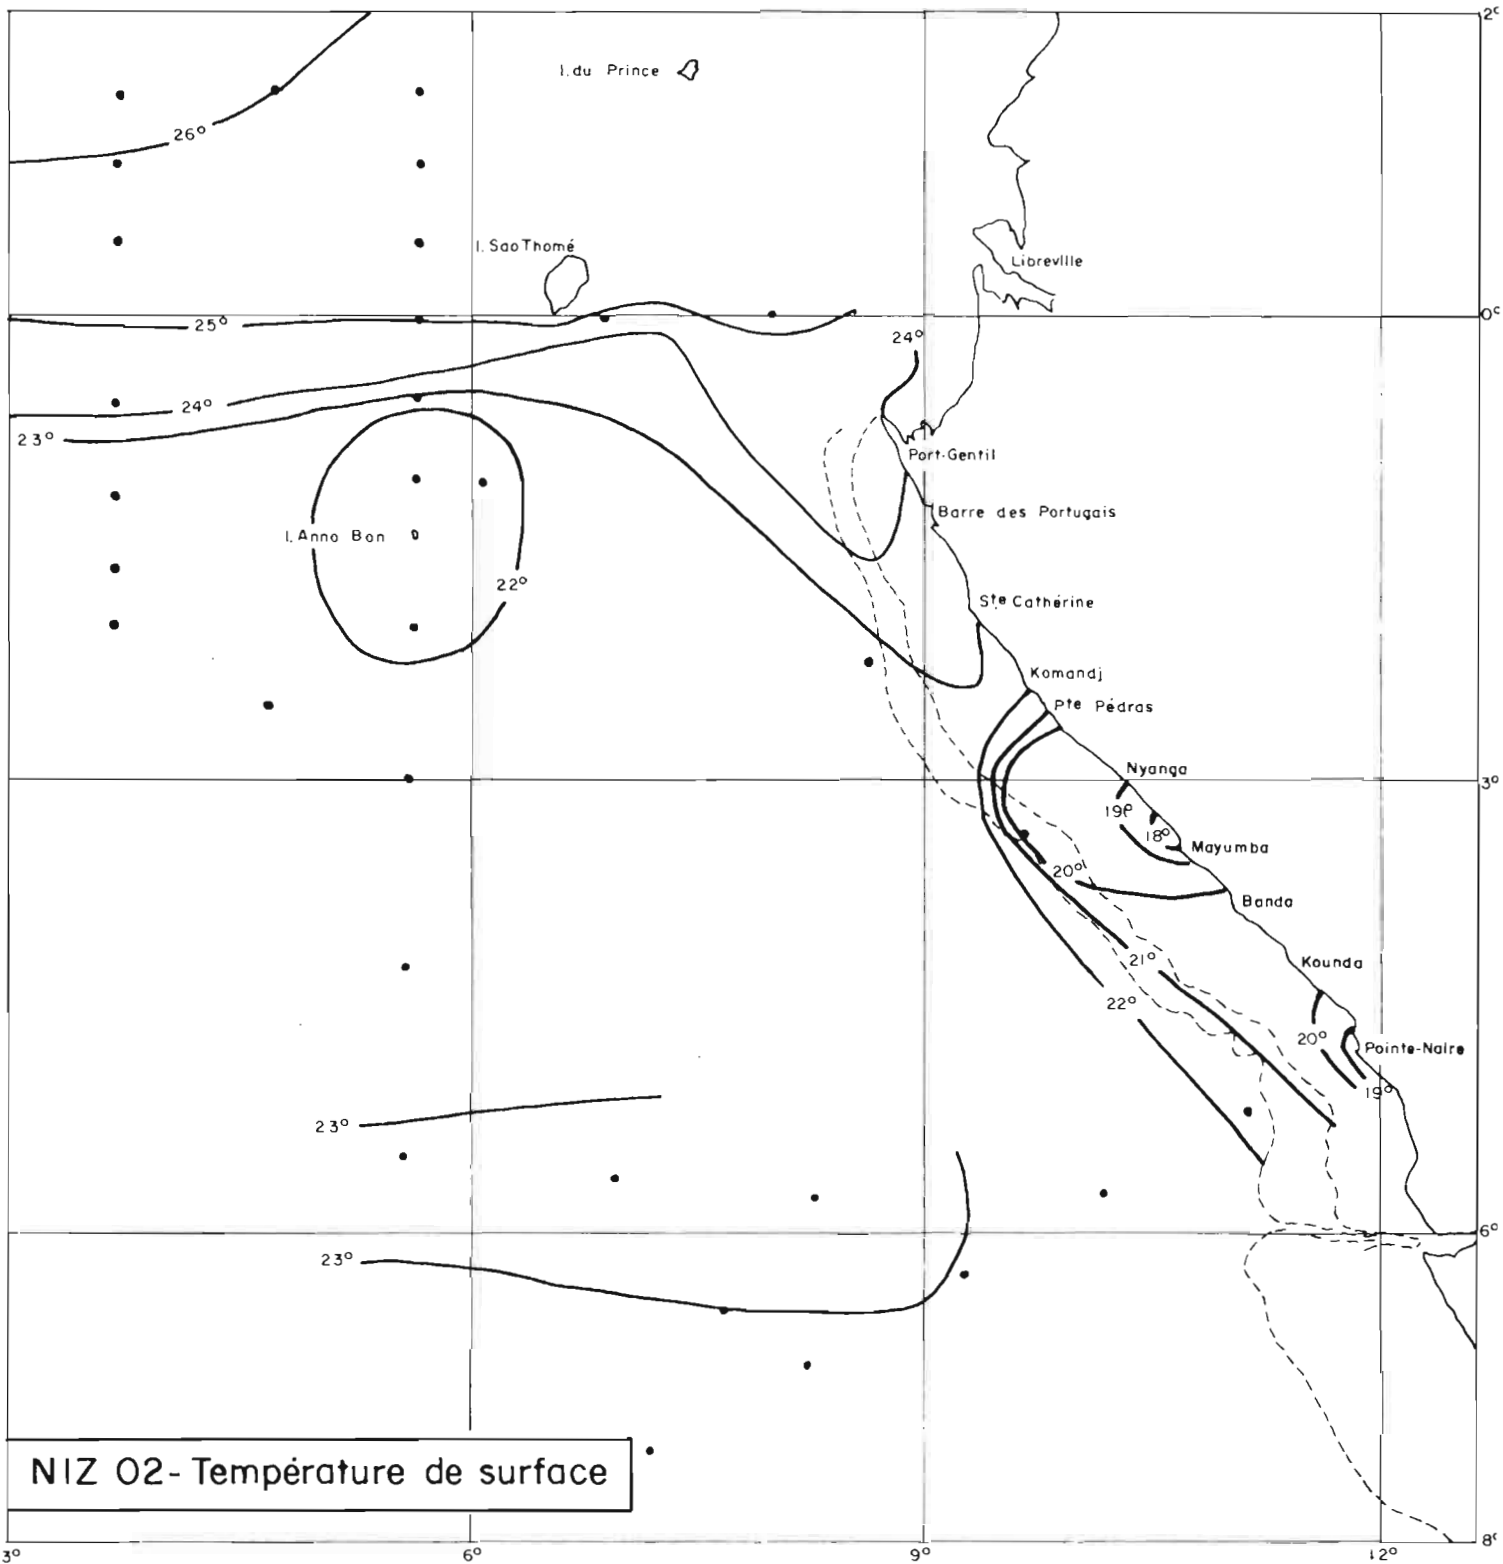 2°
I. du Prince
26°
I. Sao Thomé
Libreville
25°
0°
24°
24°
23°
Port-Gentil
Barre des Portugais
I. Anno Bon
22°
Ste Cathérine
Komandj
Pte Pédras
Nyanga
3°
19°
18°
Mayumba
20°
Banda
21°
Kounda
22°
20°
Pointe-Noire
19°
23°
6°
23°
NIZ 02 - Température de surface
8°
3°
6°
9°
12°